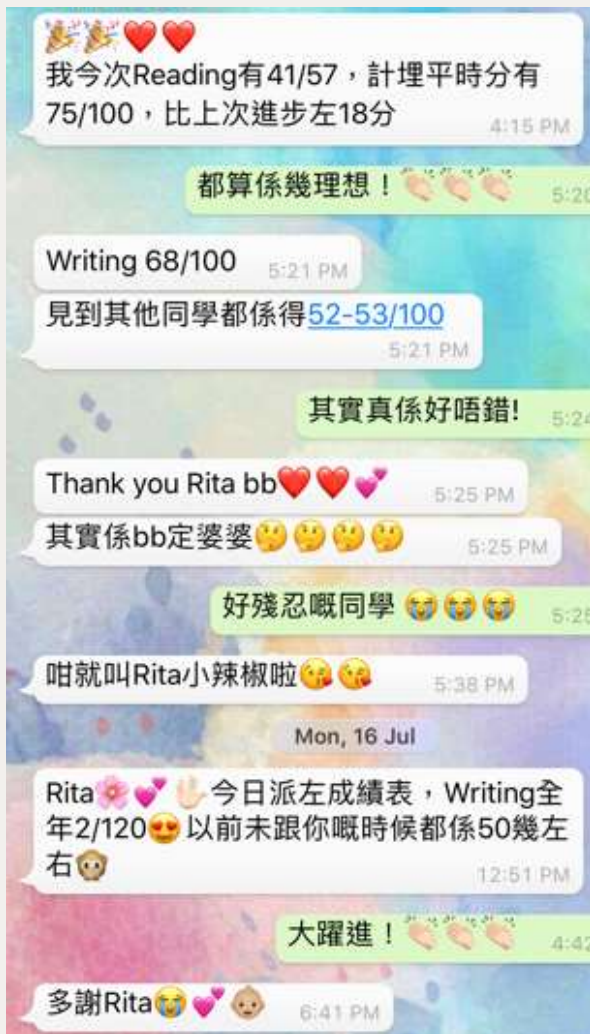 🎉🎉❤️❤️
我今次Reading有41/57，計埋平時分有
75/100，比上次進步左18分
4:15 PM
都算係幾理想！👏🏻👏🏻👏🏻
5:20
Writing 68/100
5:21 PM
見到其他同學都係得52-53/100
5:21 PM
其實真係好唔錯!
5:24
Thank you Rita bb❤️❤️💕
5:25 PM
其實係bb定婆婆🤔🤔🤔🤔
5:25 PM
好殘忍嘅同學 😭😭😭
5:25
咁就叫Rita小辣椒啦😘😘
5:38 PM
Mon, 16 Jul
Rita🌸💕🤟🏻今日派左成績表，Writing全
年2/120😍以前未跟你嘅時候都係50幾左
右🙊
12:51 PM
大躍進！👏🏻👏🏻👏🏻
4:42
多謝Rita😭💕👶🏼
6:41 PM